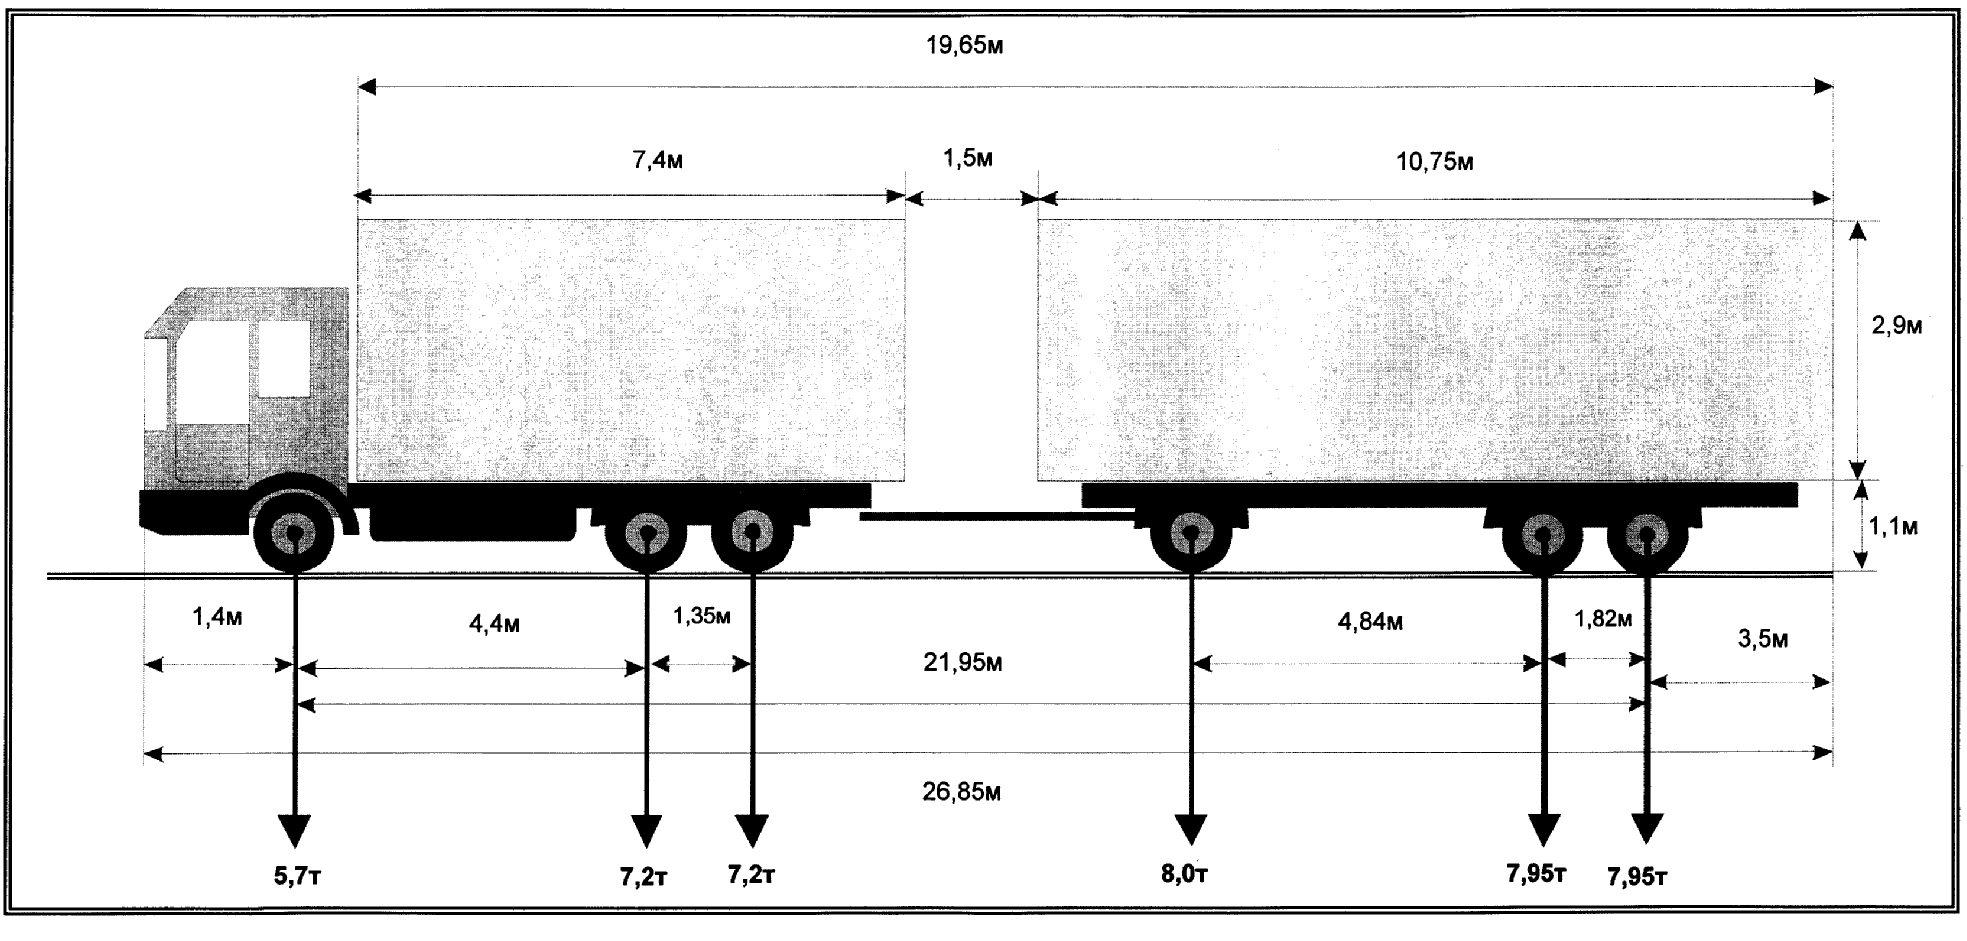 19,65м
7,4м
1,5м
10,75м
2,9м
1,1м
1,4м
4,4м
1,35м
21,95м
4,84м
1,82м
3,5м
26,85м
5,7т
7,2т
7,2т
8,0т
7,95т
7,95т